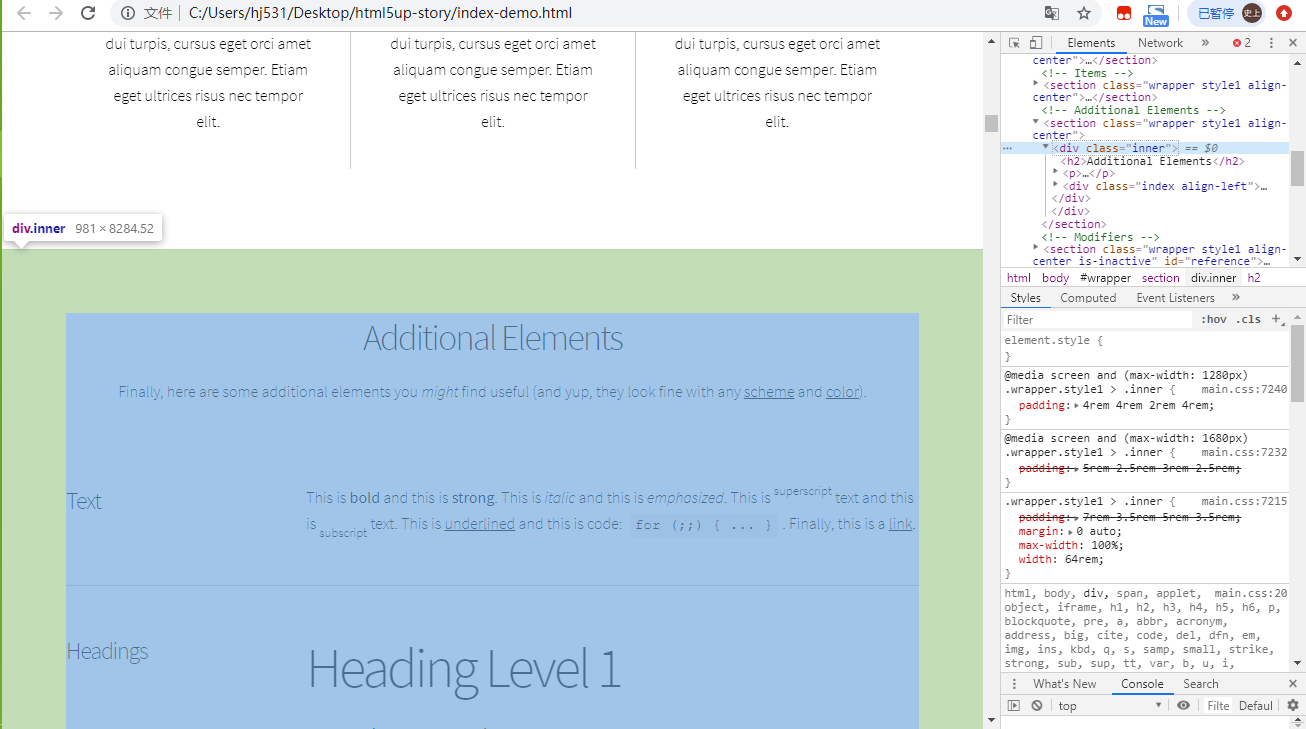 文件 C:/Users/hj531/Desktop/html5up-story/index-demo.html
New
已暂停
史上
dui turpis, cursus eget orci amet
aliquam congue semper. Etiam
eget ultrices risus nec tempor
elit.
dui turpis, cursus eget orci amet
aliquam congue semper. Etiam
eget ultrices risus nec tempor
elit.
dui turpis, cursus eget orci amet
aliquam congue semper. Etiam
eget ultrices risus nec tempor
elit.
div.inner 981 × 8284.52
Additional Elements
Finally, here are some additional elements you might find useful (and yup, they look fine with any scheme and color).
Text
This is bold and this is strong. This is italic and this is emphasized. This is superscript text and this
is subscript text. This is underlined and this is code: for (;;) { ... } . Finally, this is a link.
Headings
Heading Level 1
Elements Network » 2
center">…</section>
<!-- Items -->
<section class="wrapper style1 align-
center">…</section>
<!-- Additional Elements -->
<section class="wrapper style1 align-
center">
… <div class="inner"> == $0
<h2>Additional Elements</h2>
<p>…</p>
<div class="index align-left">…
</div>
</div>
</section>
<!-- Modifiers -->
<section class="wrapper style1 align-
center is-inactive" id="reference">…
html body #wrapper section div.inner h2
Styles Computed Event Listeners »
Filter :hov .cls +
element.style {
}
@media screen and (max-width: 1280px)
.wrapper.style1 > .inner { main.css:7240
padding: 4rem 4rem 2rem 4rem;
}
@media screen and (max-width: 1680px)
.wrapper.style1 > .inner { main.css:7232
padding: 5rem 2.5rem 3rem 2.5rem;
}
.wrapper.style1 > .inner { main.css:7215
padding: 7rem 3.5rem 5rem 3.5rem;
margin: 0 auto;
max-width: 100%;
width: 64rem;
}
html, body, div, span, applet, main.css:20
object, iframe, h1, h2, h3, h4, h5, h6, p,
blockquote, pre, a, abbr, acronym,
address, big, cite, code, del, dfn, em,
img, ins, kbd, q, s, samp, small, strike,
strong, sub, sup, tt, var, b, u, i,
What's New Console Search
top Filte Defaul